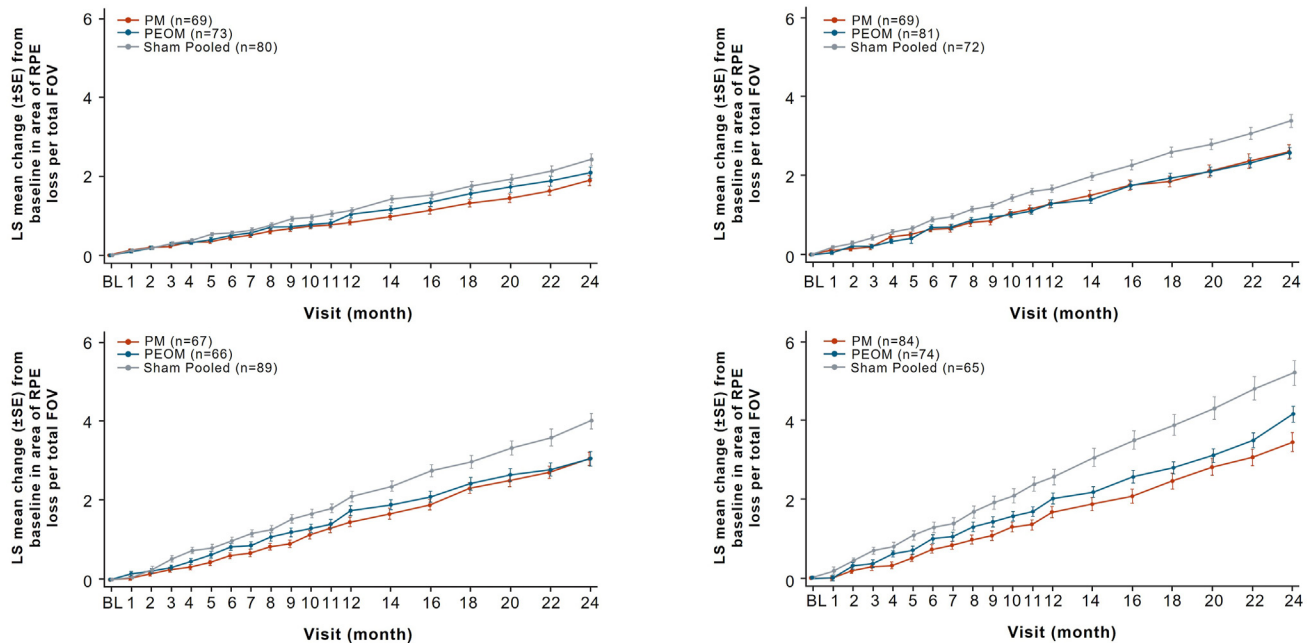 LS mean change (±SE) from
baseline in area of RPE
loss per total FOV
6
4
2
0
PM (n=69)
PEOM (n=73)
Sham Pooled (n=80)
BL 1 2 3 4 5 6 7 8 9 10 11 12 14 16 18 20 22 24
Visit (month)
LS mean change (±SE) from
baseline in area of RPE
loss per total FOV
6
4
2
0
PM (n=69)
PEOM (n=81)
Sham Pooled (n=72)
BL 1 2 3 4 5 6 7 8 9 10 11 12 14 16 18 20 22 24
Visit (month)
LS mean change (±SE) from
baseline in area of RPE
loss per total FOV
6
4
2
0
PM (n=67)
PEOM (n=66)
Sham Pooled (n=89)
BL 1 2 3 4 5 6 7 8 9 10 11 12 14 16 18 20 22 24
Visit (month)
LS mean change (±SE) from
baseline in area of RPE
loss per total FOV
6
4
2
0
PM (n=84)
PEOM (n=74)
Sham Pooled (n=65)
BL 1 2 3 4 5 6 7 8 9 10 11 12 14 16 18 20 22 24
Visit (month)